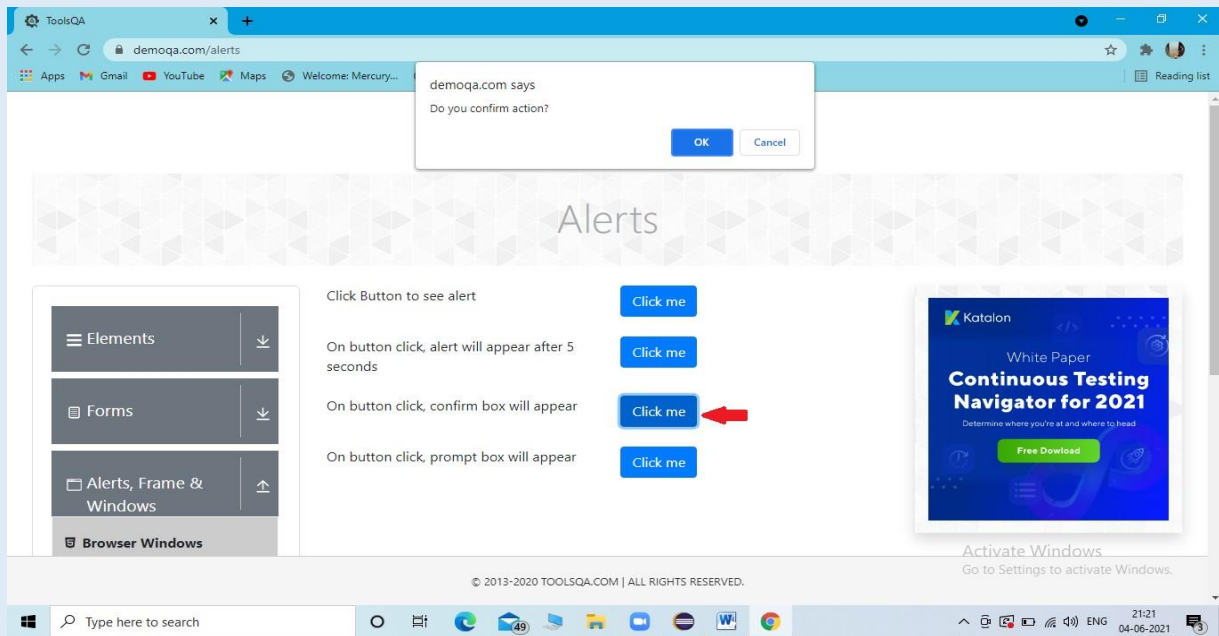 ToolsQA
demoqa.com/alerts
Apps Gmail YouTube Maps Welcome: Mercury...
Reading list
demoqa.com says
Do you confirm action?
OK Cancel
Alerts
Elements
Forms
Alerts, Frame &
Windows
Browser Windows
Click Button to see alert
Click me
On button click, alert will appear after 5
seconds
Click me
On button click, confirm box will appear
Click me
On button click, prompt box will appear
Click me
Katalon
White Paper
Continuous Testing
Navigator for 2021
Determine where you're at and where to head
Free Dowload
Activate Windows
Go to Settings to activate Windows.
© 2013-2020 TOOLSQA.COM | ALL RIGHTS RESERVED.
Type here to search
49
W
ENG
21:21
04-06-2021
3